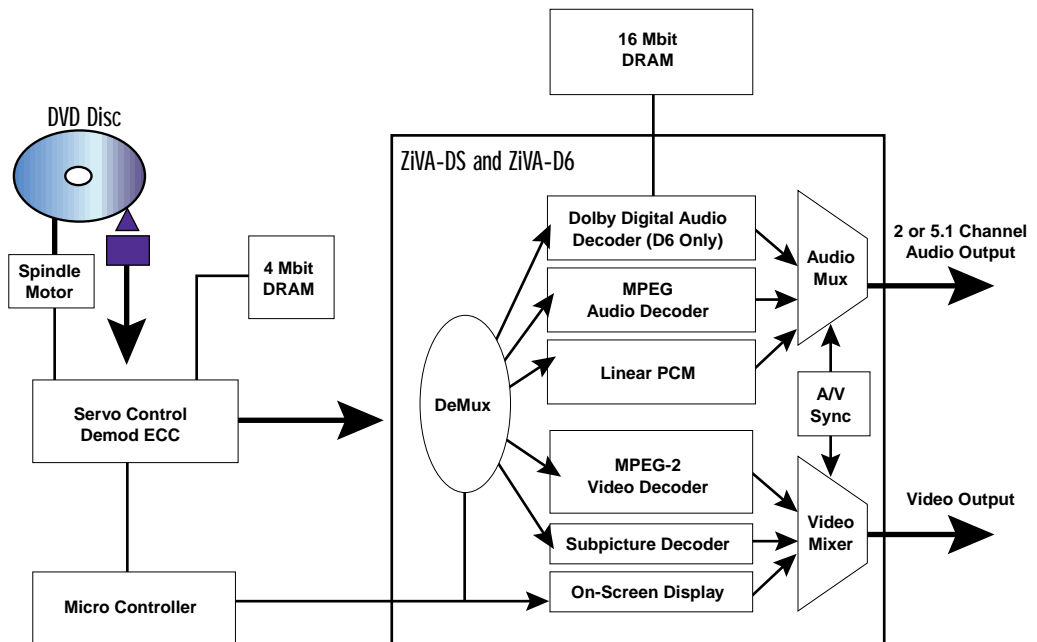 16 Mbit
DRAM
DVD Disc
ZiVA-DS and ZiVA-D6
Dolby Digital Audio
Decoder (D6 Only)
2 or 5.1 Channel
Audio Output
Audio
Mux
Spindle
Motor
4 Mbit
DRAM
MPEG
Audio Decoder
Linear PCM
DeMux
A/V
Sync
Servo Control
Demod ECC
MPEG-2
Video Decoder
Video Output
Video
Mixer
Subpicture Decoder
On-Screen Display
Micro Controller